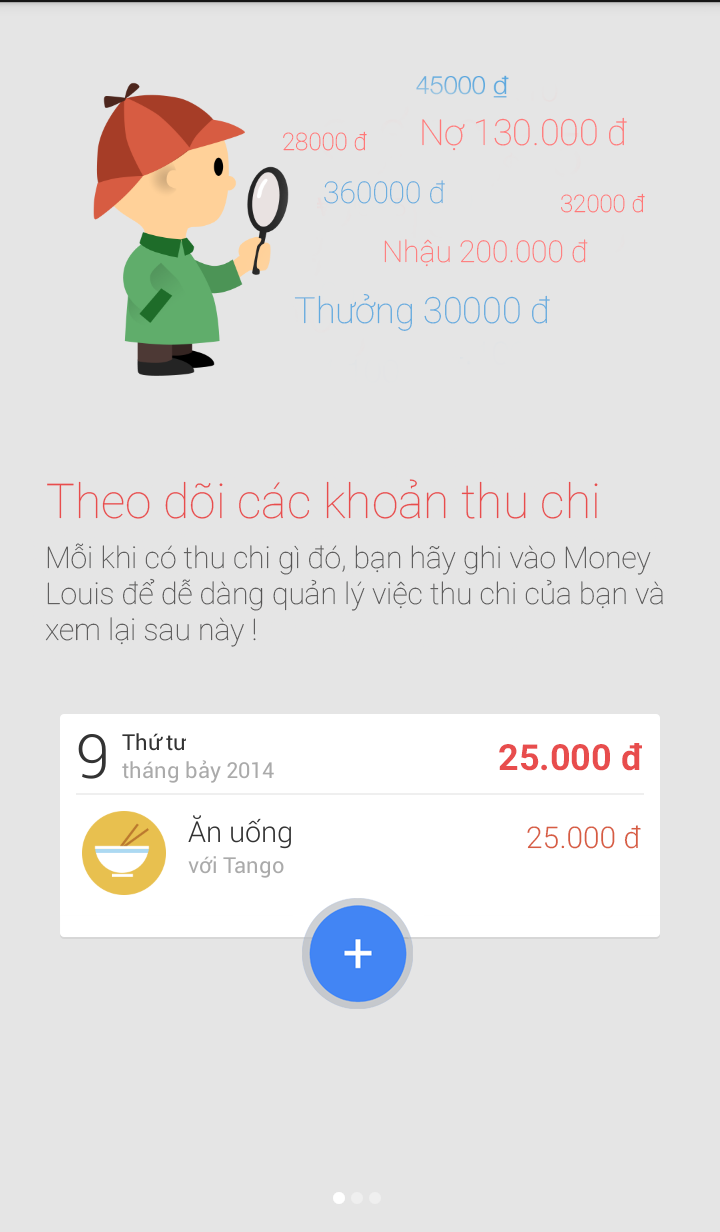 45000 đ
28000 đ
Nợ 130.000 đ
360000 đ
32000 đ
Nhậu 200.000 đ
Thưởng 30000 đ
Theo dõi các khoản thu chi
Mỗi khi có thu chi gì đó, bạn hãy ghi vào Money
Louis để dễ dàng quản lý việc thu chi của bạn và
xem lại sau này !
9
Thứ tư
25.000 đ
tháng bảy 2014
Ăn uống
25.000 đ
với Tango
+